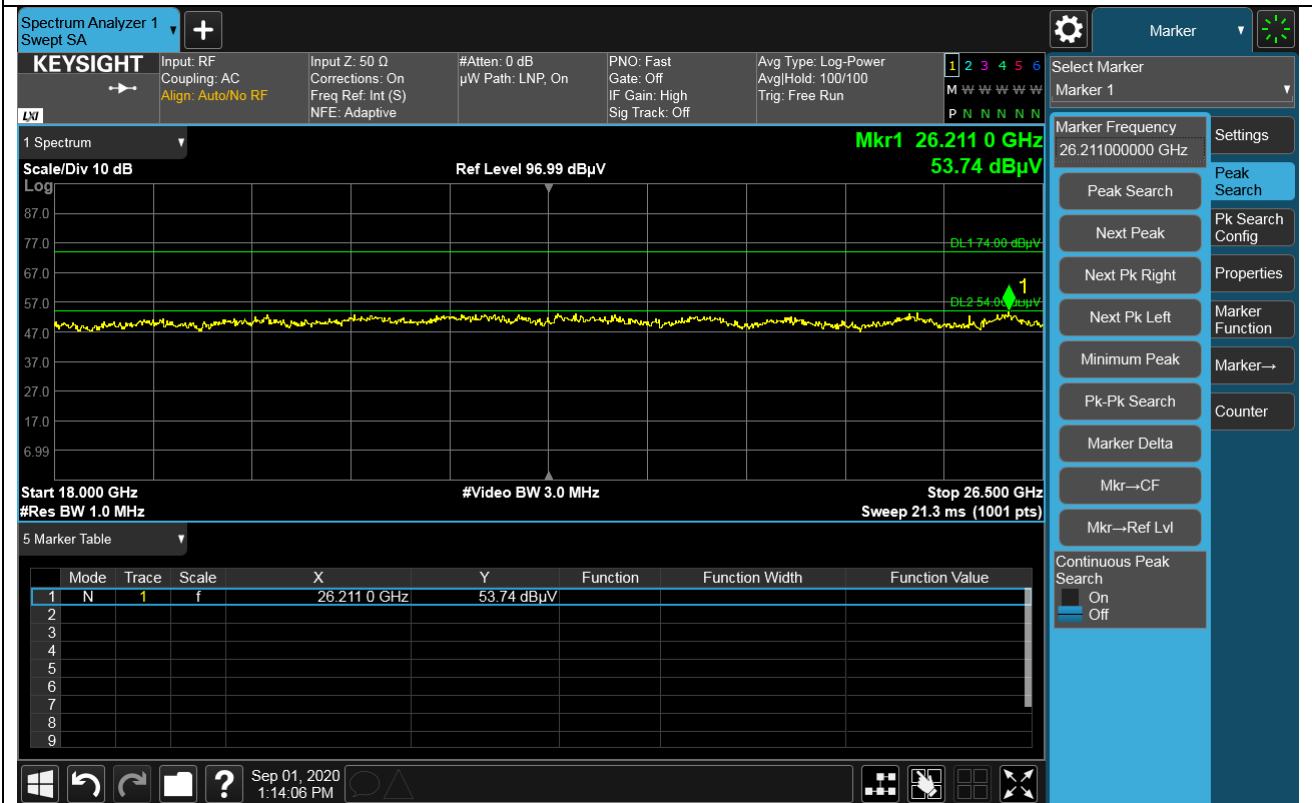 Spectrum Analyzer 1
Swept SA
Marker
KEYSIGHT
LXI
Input: RF
Coupling: AC
Align: Auto/No RF
Input Z: 50 Ω
Corrections: On
Freq Ref: Int (S)
NFE: Adaptive
#Atten: 0 dB
µW Path: LNP, On
PNO: Fast
Gate: Off
IF Gain: High
Sig Track: Off
Avg Type: Log-Power
Avg|Hold: 100/100
Trig: Free Run
1 2 3 4 5 6
M W W W W W
P N N N N N
Select Marker
Marker 1
1 Spectrum
Mkr1 26.211 0 GHz
53.74 dBµV
Scale/Div 10 dB
Ref Level 96.99 dBµV
Log
87.0
77.0
67.0
57.0
47.0
37.0
27.0
17.0
6.99
DL1 74.00 dBµV
1
DL2 54.00 dBµV
Start 18.000 GHz
#Video BW 3.0 MHz
Stop 26.500 GHz
#Res BW 1.0 MHz
Sweep 21.3 ms (1001 pts)
Marker Frequency
26.211000000 GHz
Peak Search
Next Peak
Next Pk Right
Next Pk Left
Minimum Peak
Pk-Pk Search
Marker Delta
Mkr→CF
Mkr→Ref Lvl
Continuous Peak
Search
On
Off
Settings
Peak
Search
Pk Search
Config
Properties
Marker
Function
Marker→
Counter
5 Marker Table
Mode Trace Scale X Y Function Function Width Function Value
1 N 1 f 26.211 0 GHz 53.74 dBµV
2
3
4
5
6
7
8
9
?
Sep 01, 2020
1:14:06 PM